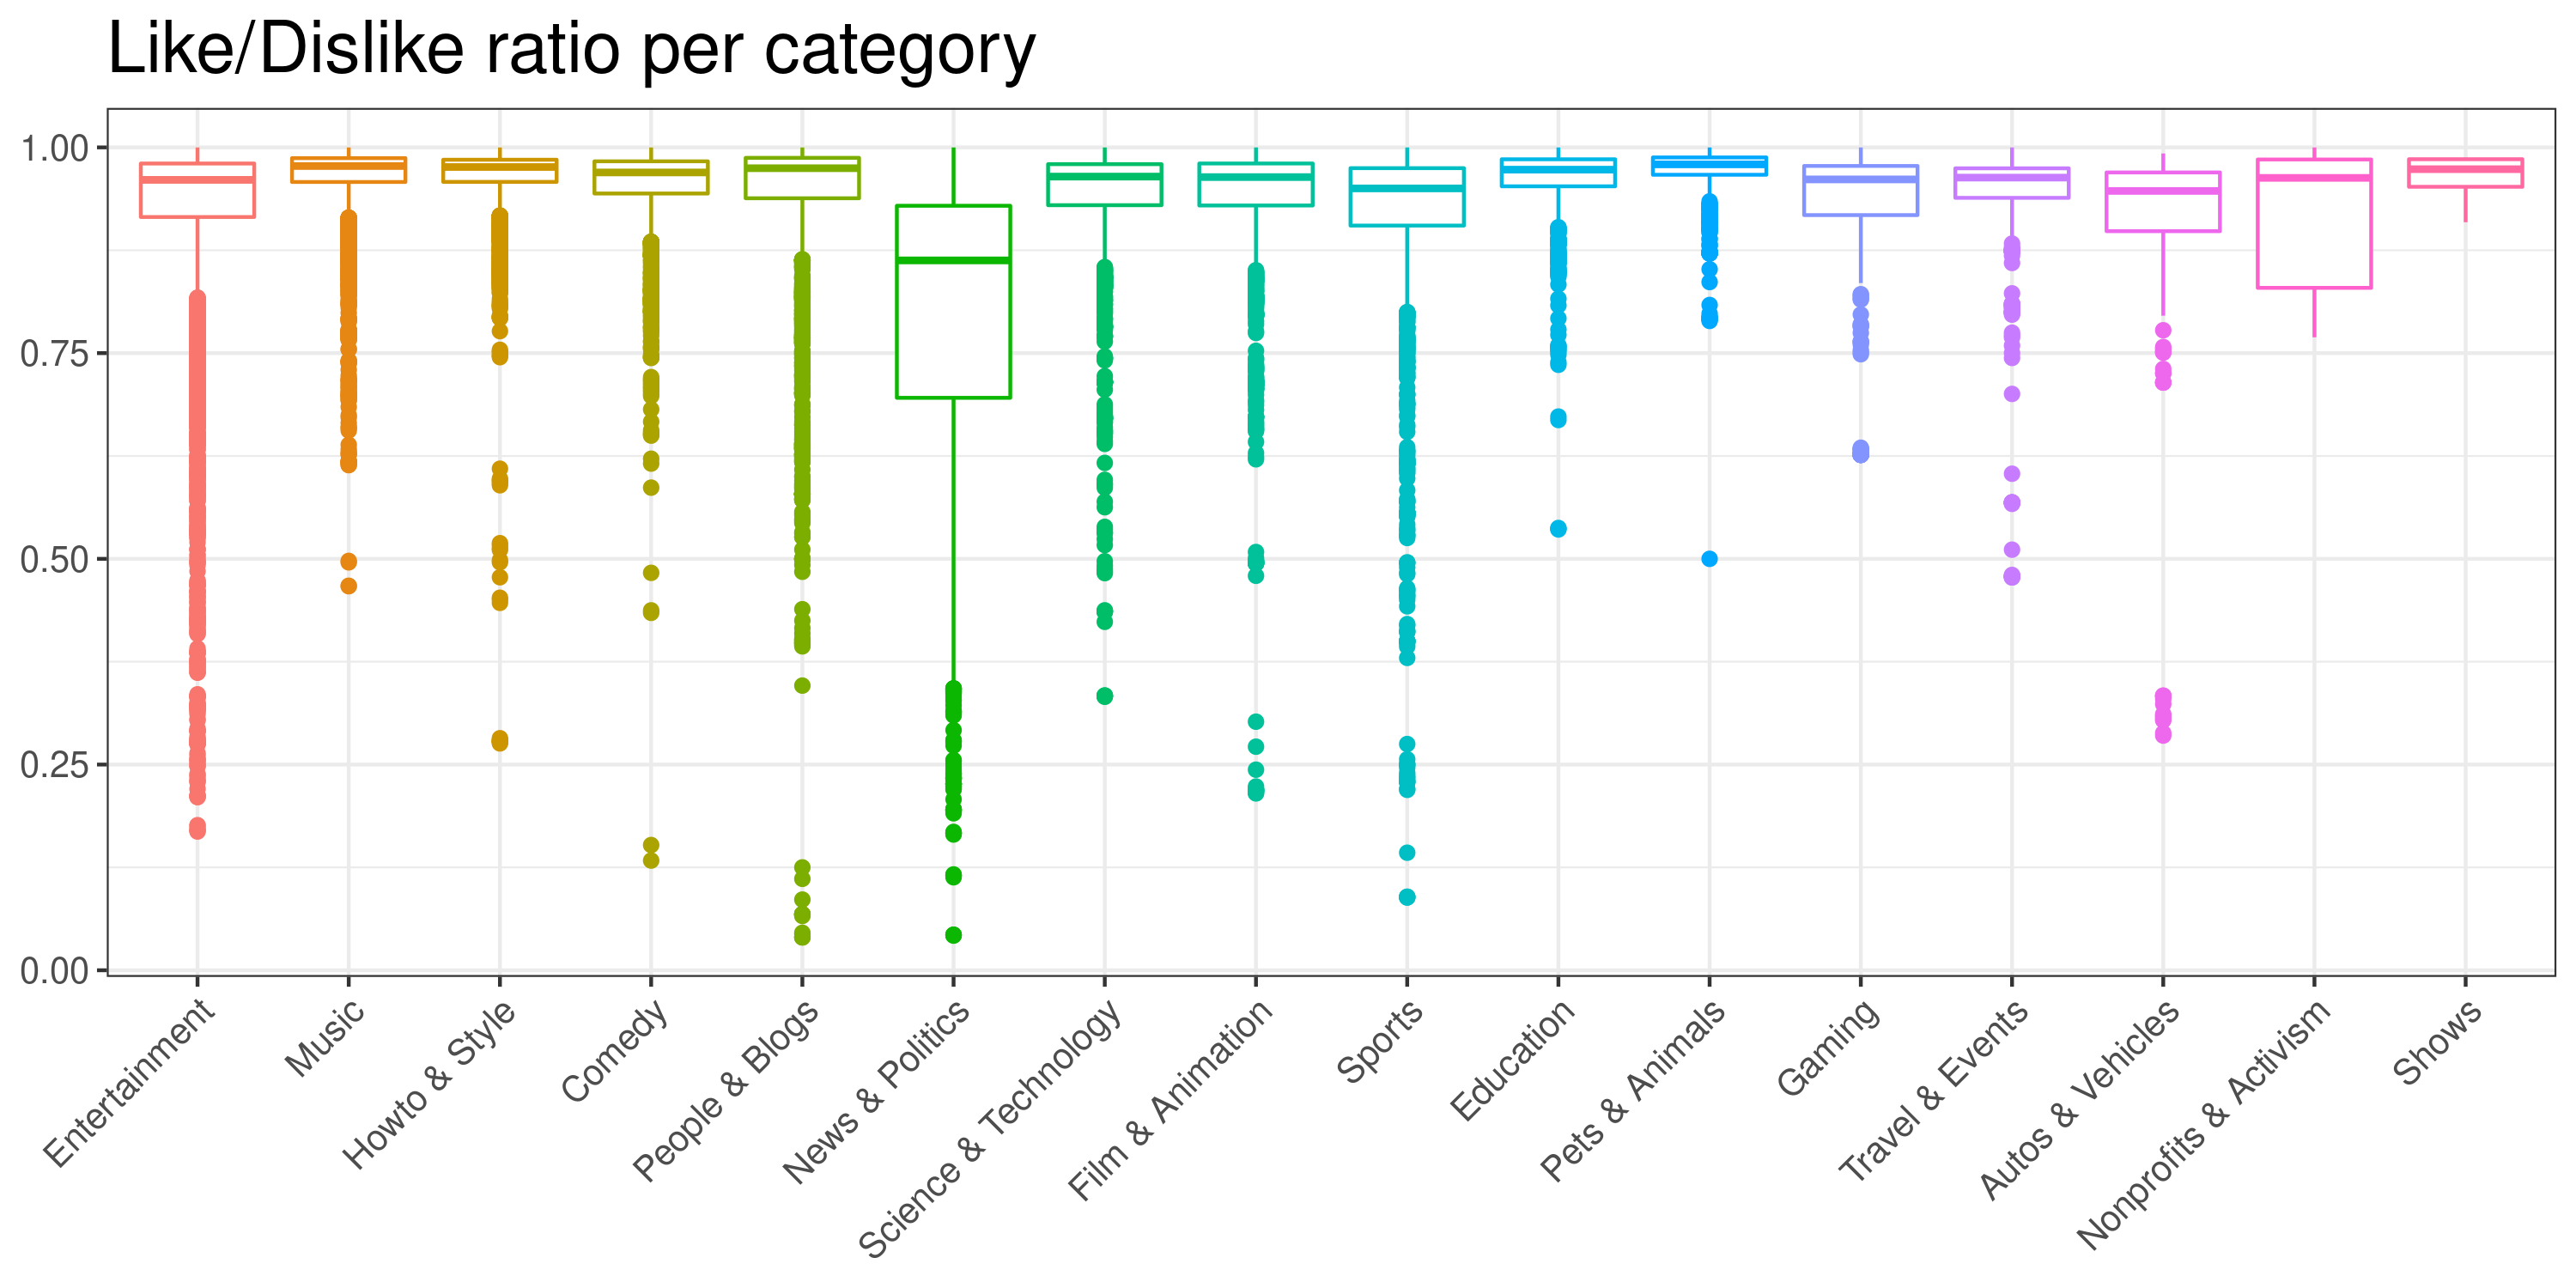 Like/Dislike ratio per category
1.00
0.75
0.50
0.25
0.00
Entertainment
Music
Howto & Style
Comedy
People & Blogs
News & Politics
Science & Technology
Film & Animation
Sports
Education
Pets & Animals
Gaming
Travel & Events
Autos & Vehicles
Nonprofits & Activism
Shows